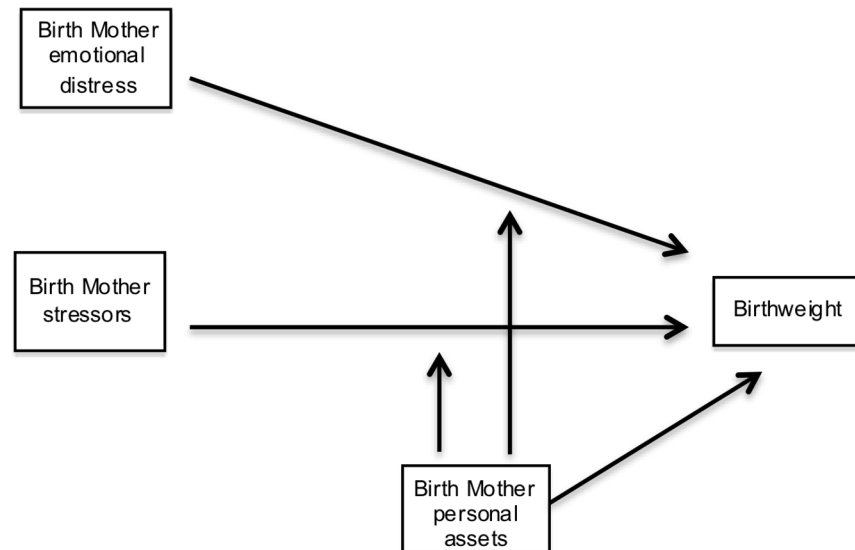 Birth Mother
emotional
distress
Birth Mother
stressors
Birthweight
Birth Mother
personal
assets